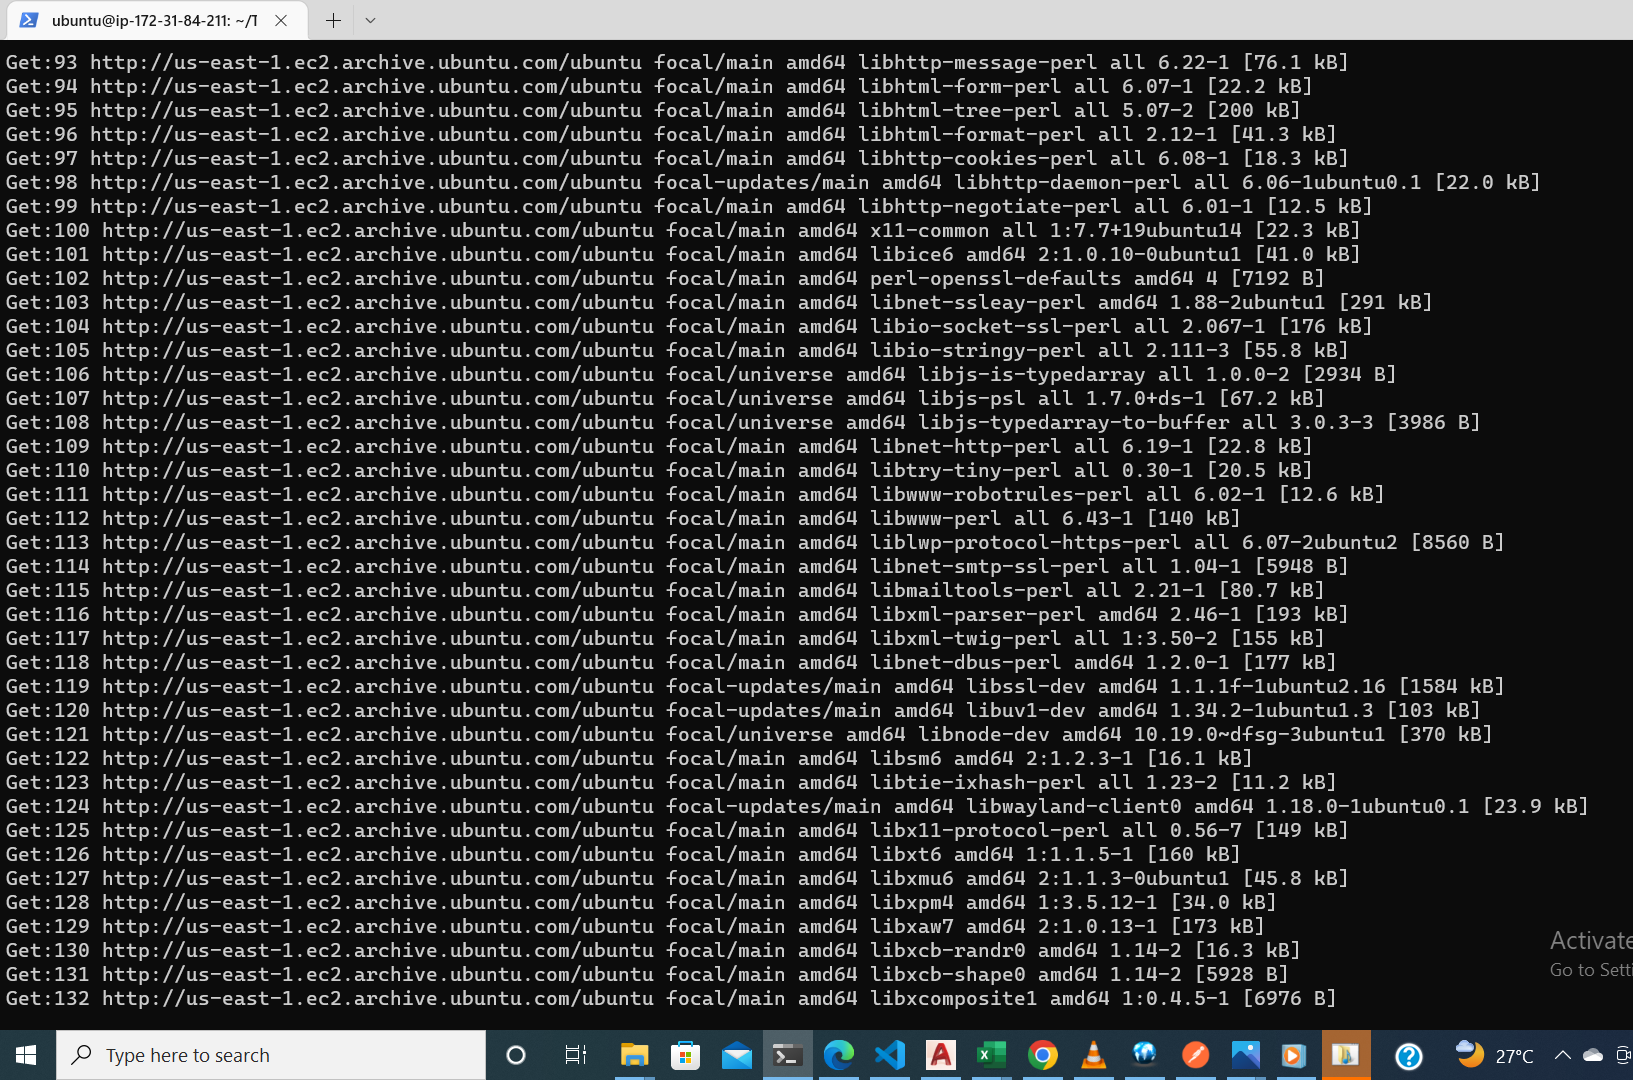 ubuntu@ip-172-31-84-211: ~/T
Get:93 http://us-east-1.ec2.archive.ubuntu.com/ubuntu focal/main amd64 libhttp-message-perl all 6.22-1 [76.1 kB]
Get:94 http://us-east-1.ec2.archive.ubuntu.com/ubuntu focal/main amd64 libhtml-form-perl all 6.07-1 [22.2 kB]
Get:95 http://us-east-1.ec2.archive.ubuntu.com/ubuntu focal/main amd64 libhtml-tree-perl all 5.07-2 [200 kB]
Get:96 http://us-east-1.ec2.archive.ubuntu.com/ubuntu focal/main amd64 libhtml-format-perl all 2.12-1 [41.3 kB]
Get:97 http://us-east-1.ec2.archive.ubuntu.com/ubuntu focal/main amd64 libhttp-cookies-perl all 6.08-1 [18.3 kB]
Get:98 http://us-east-1.ec2.archive.ubuntu.com/ubuntu focal-updates/main amd64 libhttp-daemon-perl all 6.06-1ubuntu0.1 [22.0 kB]
Get:99 http://us-east-1.ec2.archive.ubuntu.com/ubuntu focal/main amd64 libhttp-negotiate-perl all 6.01-1 [12.5 kB]
Get:100 http://us-east-1.ec2.archive.ubuntu.com/ubuntu focal/main amd64 x11-common all 1:7.7+19ubuntu14 [22.3 kB]
Get:101 http://us-east-1.ec2.archive.ubuntu.com/ubuntu focal/main amd64 libice6 amd64 2:1.0.10-0ubuntu1 [41.0 kB]
Get:102 http://us-east-1.ec2.archive.ubuntu.com/ubuntu focal/main amd64 perl-openssl-defaults amd64 4 [7192 B]
Get:103 http://us-east-1.ec2.archive.ubuntu.com/ubuntu focal/main amd64 libnet-ssleay-perl amd64 1.88-2ubuntu1 [291 kB]
Get:104 http://us-east-1.ec2.archive.ubuntu.com/ubuntu focal/main amd64 libio-socket-ssl-perl all 2.067-1 [176 kB]
Get:105 http://us-east-1.ec2.archive.ubuntu.com/ubuntu focal/main amd64 libio-stringy-perl all 2.111-3 [55.8 kB]
Get:106 http://us-east-1.ec2.archive.ubuntu.com/ubuntu focal/universe amd64 libjs-is-typedarray all 1.0.0-2 [2934 B]
Get:107 http://us-east-1.ec2.archive.ubuntu.com/ubuntu focal/universe amd64 libjs-psl all 1.7.0+ds-1 [67.2 kB]
Get:108 http://us-east-1.ec2.archive.ubuntu.com/ubuntu focal/universe amd64 libjs-typedarray-to-buffer all 3.0.3-3 [3986 B]
Get:109 http://us-east-1.ec2.archive.ubuntu.com/ubuntu focal/main amd64 libnet-http-perl all 6.19-1 [22.8 kB]
Get:110 http://us-east-1.ec2.archive.ubuntu.com/ubuntu focal/main amd64 libtry-tiny-perl all 0.30-1 [20.5 kB]
Get:111 http://us-east-1.ec2.archive.ubuntu.com/ubuntu focal/main amd64 libwww-robotrules-perl all 6.02-1 [12.6 kB]
Get:112 http://us-east-1.ec2.archive.ubuntu.com/ubuntu focal/main amd64 libwww-perl all 6.43-1 [140 kB]
Get:113 http://us-east-1.ec2.archive.ubuntu.com/ubuntu focal/main amd64 liblwp-protocol-https-perl all 6.07-2ubuntu2 [8560 B]
Get:114 http://us-east-1.ec2.archive.ubuntu.com/ubuntu focal/main amd64 libnet-smtp-ssl-perl all 1.04-1 [5948 B]
Get:115 http://us-east-1.ec2.archive.ubuntu.com/ubuntu focal/main amd64 libmailtools-perl all 2.21-1 [80.7 kB]
Get:116 http://us-east-1.ec2.archive.ubuntu.com/ubuntu focal/main amd64 libxml-parser-perl amd64 2.46-1 [193 kB]
Get:117 http://us-east-1.ec2.archive.ubuntu.com/ubuntu focal/main amd64 libxml-twig-perl all 1:3.50-2 [155 kB]
Get:118 http://us-east-1.ec2.archive.ubuntu.com/ubuntu focal/main amd64 libnet-dbus-perl amd64 1.2.0-1 [177 kB]
Get:119 http://us-east-1.ec2.archive.ubuntu.com/ubuntu focal-updates/main amd64 libssl-dev amd64 1.1.1f-1ubuntu2.16 [1584 kB]
Get:120 http://us-east-1.ec2.archive.ubuntu.com/ubuntu focal-updates/main amd64 libuv1-dev amd64 1.34.2-1ubuntu1.3 [103 kB]
Get:121 http://us-east-1.ec2.archive.ubuntu.com/ubuntu focal/universe amd64 libnode-dev amd64 10.19.0~dfsg-3ubuntu1 [370 kB]
Get:122 http://us-east-1.ec2.archive.ubuntu.com/ubuntu focal/main amd64 libsm6 amd64 2:1.2.3-1 [16.1 kB]
Get:123 http://us-east-1.ec2.archive.ubuntu.com/ubuntu focal/main amd64 libtie-ixhash-perl all 1.23-2 [11.2 kB]
Get:124 http://us-east-1.ec2.archive.ubuntu.com/ubuntu focal-updates/main amd64 libwayland-client0 amd64 1.18.0-1ubuntu0.1 [23.9 kB]
Get:125 http://us-east-1.ec2.archive.ubuntu.com/ubuntu focal/main amd64 libx11-protocol-perl all 0.56-7 [149 kB]
Get:126 http://us-east-1.ec2.archive.ubuntu.com/ubuntu focal/main amd64 libxt6 amd64 1:1.1.5-1 [160 kB]
Get:127 http://us-east-1.ec2.archive.ubuntu.com/ubuntu focal/main amd64 libxmu6 amd64 2:1.1.3-0ubuntu1 [45.8 kB]
Get:128 http://us-east-1.ec2.archive.ubuntu.com/ubuntu focal/main amd64 libxpm4 amd64 1:3.5.12-1 [34.0 kB]
Get:129 http://us-east-1.ec2.archive.ubuntu.com/ubuntu focal/main amd64 libxaw7 amd64 2:1.0.13-1 [173 kB]
Get:130 http://us-east-1.ec2.archive.ubuntu.com/ubuntu focal/main amd64 libxcb-randr0 amd64 1.14-2 [16.3 kB]
Get:131 http://us-east-1.ec2.archive.ubuntu.com/ubuntu focal/main amd64 libxcb-shape0 amd64 1.14-2 [5928 B]
Get:132 http://us-east-1.ec2.archive.ubuntu.com/ubuntu focal/main amd64 libxcomposite1 amd64 1:0.4.5-1 [6976 B]
Activate
Go to Setti
Type here to search
27°C